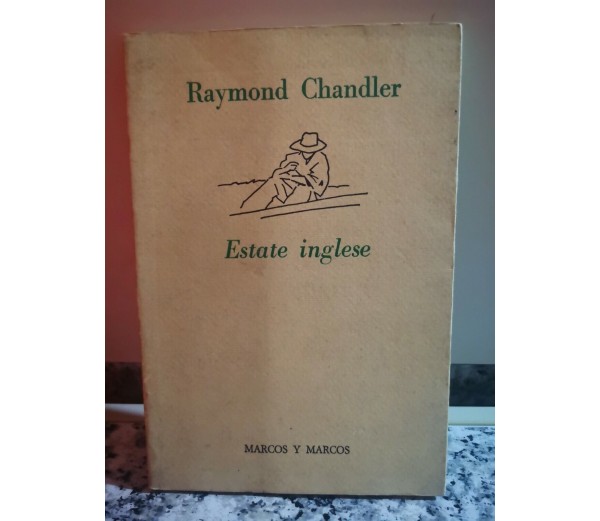 Raymond Chandler
Estate inglese
MARCOS Y MARCOS